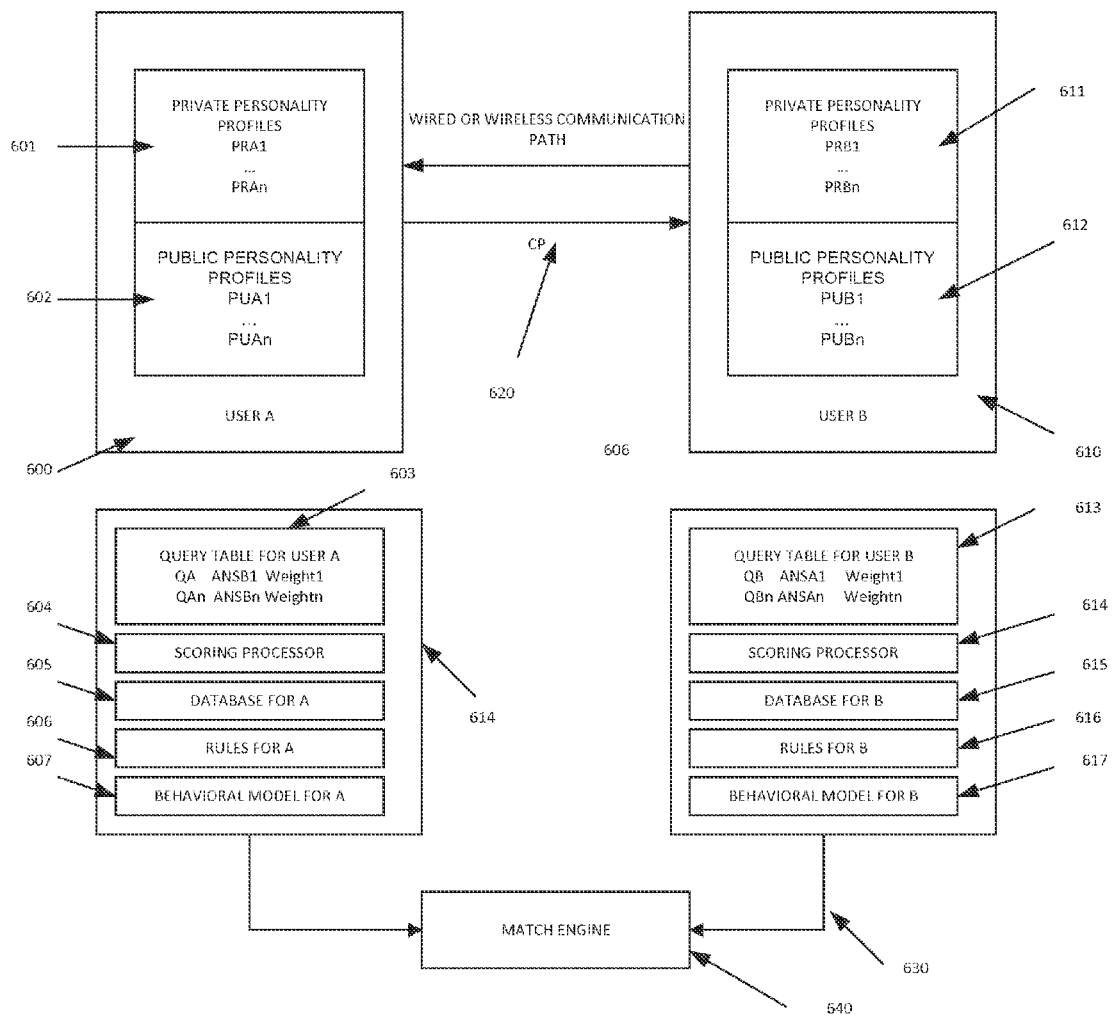 PRIVATE PERSONALITY
PROFILES
PRA1
...
PRAn
601
PUBLIC PERSONALITY
PROFILES
PUA1
...
PUAn
602
USER A
600
WIRED OR WIRELESS COMMUNICATION
PATH
CP
620
606
PRIVATE PERSONALITY
PROFILES
PRB1
...
PRBn
611
PUBLIC PERSONALITY
PROFILES
PUB1
...
PUBn
612
USER B
610
603
QUERY TABLE FOR USER A
QA ANSB1 Weight1
QAn ANSBn Weightn
604
SCORING PROCESSOR
605
DATABASE FOR A
606
RULES FOR A
607
BEHAVIORAL MODEL FOR A
614
613
QUERY TABLE FOR USER B
QB ANSA1 Weight1
QBn ANSAn Weightn
614
SCORING PROCESSOR
615
DATABASE FOR B
616
RULES FOR B
617
BEHAVIORAL MODEL FOR B
MATCH ENGINE
630
640